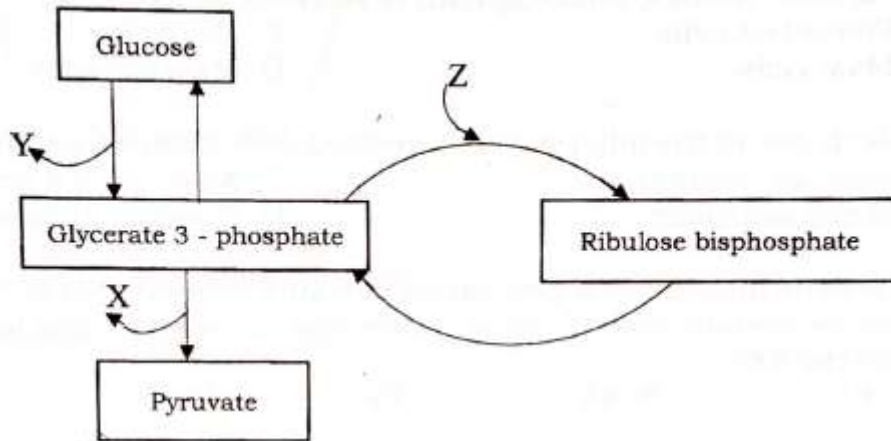 Glucose
Z
Y
Glycerate 3 - phosphate
Ribulose bisphosphate
X
Pyruvate